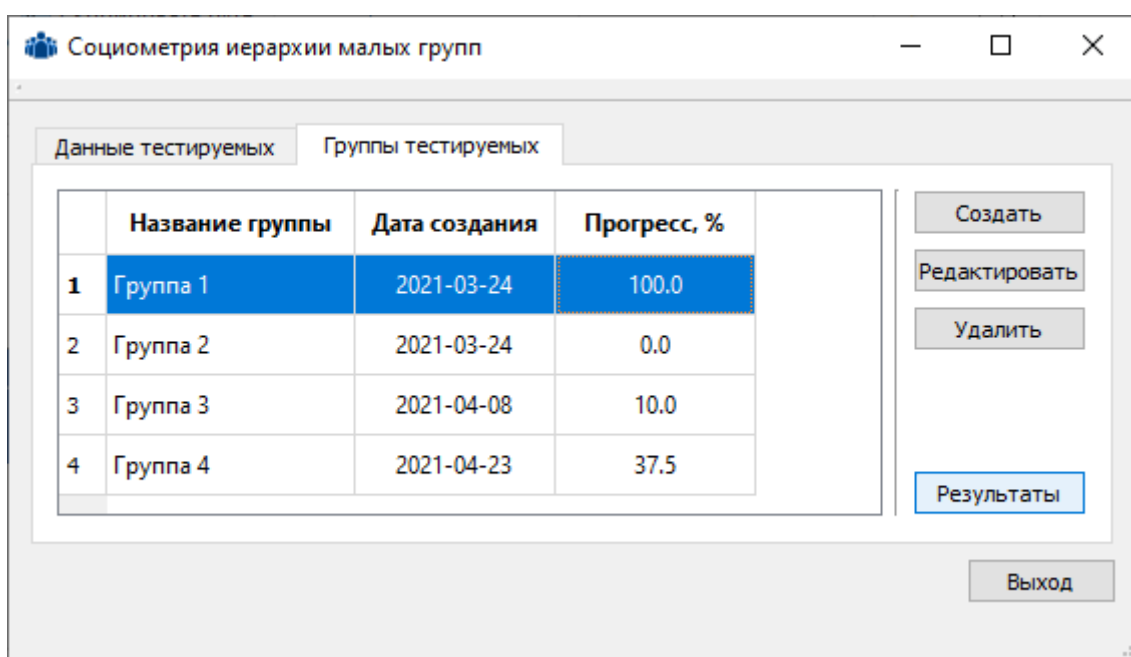 Социометрия иерархии малых групп
Данные тестируемых Группы тестируемых
Название группы Дата создания Прогресс, %
1 Группа 1 2021-03-24 100.0
2 Группа 2 2021-03-24 0.0
3 Группа 3 2021-04-08 10.0
4 Группа 4 2021-04-23 37.5
Создать
Редактировать
Удалить
Результаты
Выход